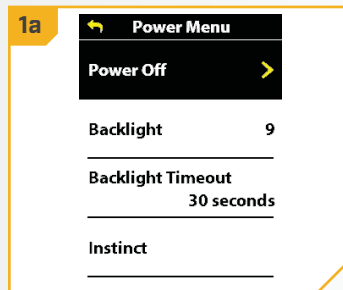 1a
Power Menu
Power Off
Backlight 9
Backlight Timeout
30 seconds
Instinct